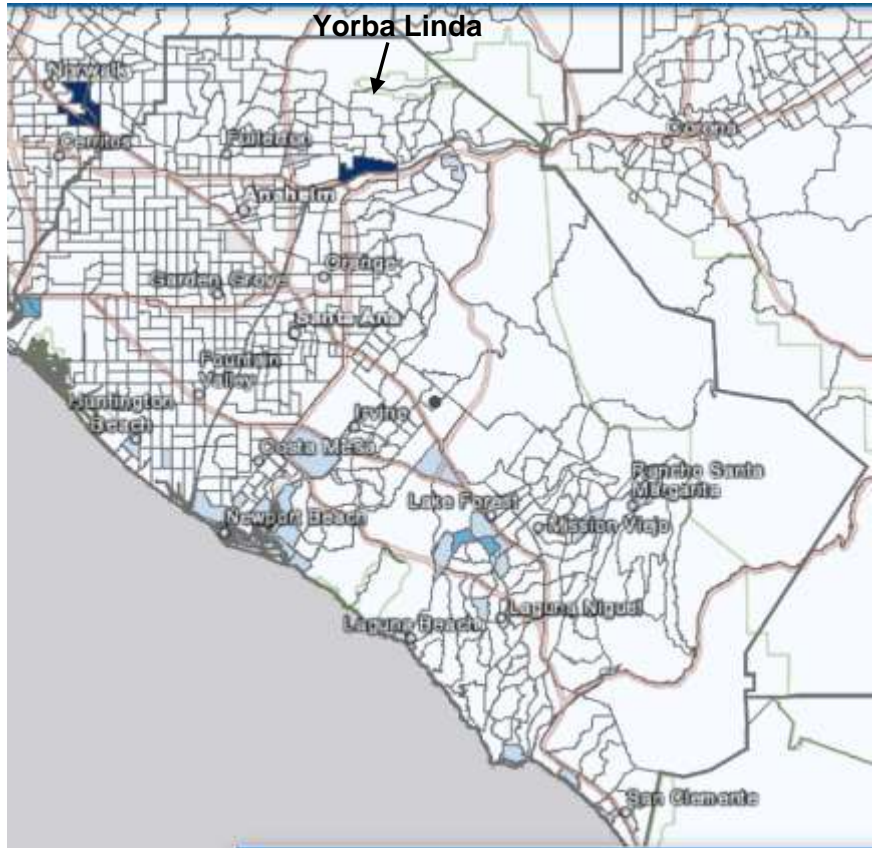 Yorba Linda
Norwalk
Cerritos
Fullerton
Corona
Anaheim
Garden Grove
Orange
Santa Ana
Fountain
Valley
Huntington
Beach
Irvine
Costa Mesa
Rancho Santa
Margarita
Lake Forest
Newport Beach
Mission Viejo
Laguna Niguel
Laguna Beach
San Clemente